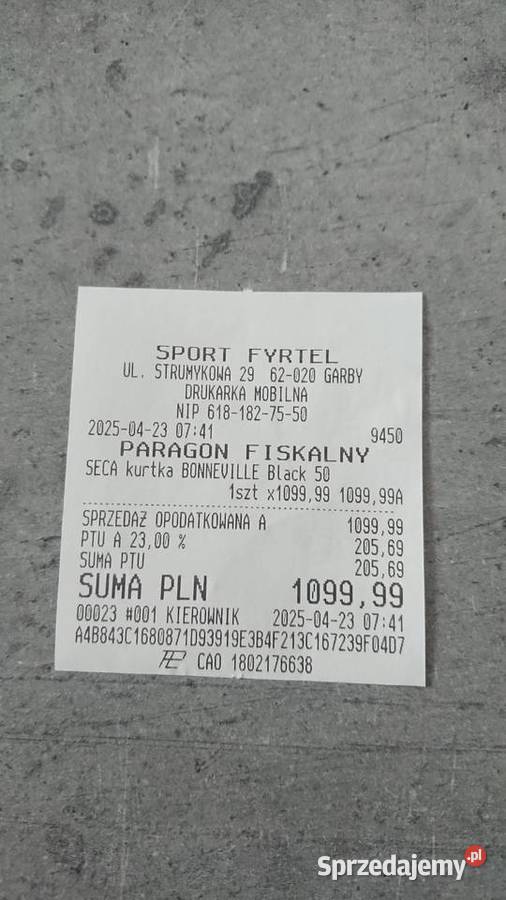 SPORT FYRTEL
UL. STRUMYKOWA 29 62-020 GARBY
DRUKARKA MOBILNA
NIP 618-182-75-50
2025-04-23 07:41 9450
PARAGON FISKALNY
SECA kurtka BONNEVILLE Black 50
1szt x1099,99 1099,99A
SPRZEDAŻ OPODATKOWANA A 1099,99
PTU A 23,00 % 205,69
SUMA PTU 205,69
SUMA PLN 1099,99
00023 #001 KIEROWNIK 2025-04-23 07:41
A4B843C1680871D93919E3B4F213C167239F04D7
CAO 1802176638
Sprzedajemy.pl